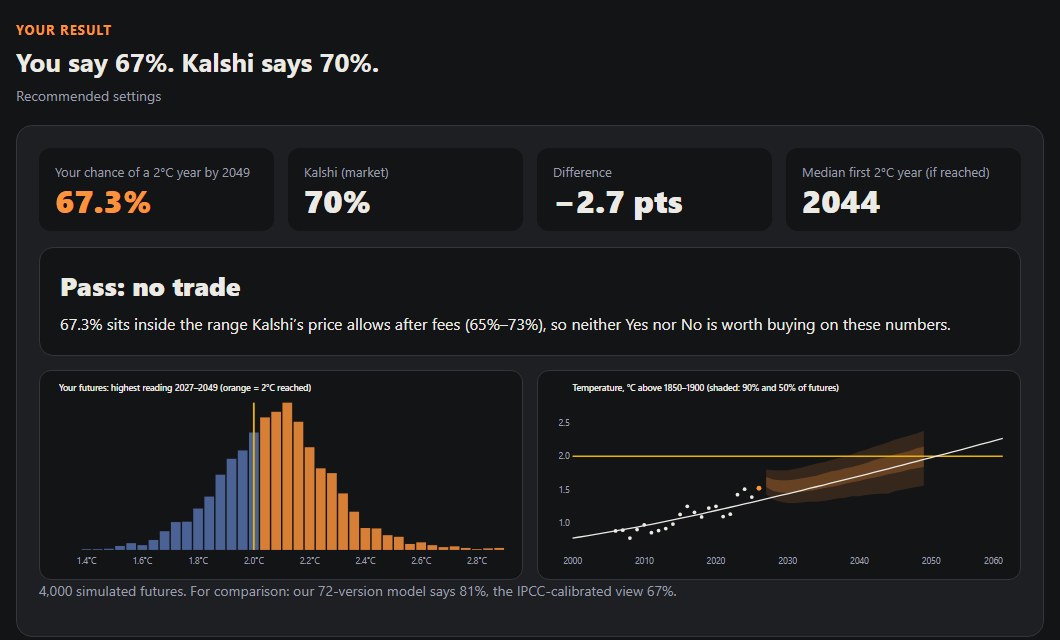 YOUR RESULT
You say 67%. Kalshi says 70%.
Recommended settings
Your chance of a 2°C year by 2049
67.3%
Kalshi (market)
70%
Difference
−2.7 pts
Median first 2°C year (if reached)
2044
Pass: no trade
67.3% sits inside the range Kalshi's price allows after fees (65%–73%), so neither Yes nor No is worth buying on these numbers.
Your futures: highest reading 2027–2049 (orange = 2°C reached)
1.4°C 1.6°C 1.8°C 2.0°C 2.2°C 2.4°C 2.6°C 2.8°C
Temperature, °C above 1850–1900 (shaded: 90% and 50% of futures)
2.5
2.0
1.5
1.0
2000 2010 2020 2030 2040 2050 2060
4,000 simulated futures. For comparison: our 72-version model says 81%, the IPCC-calibrated view 67%.